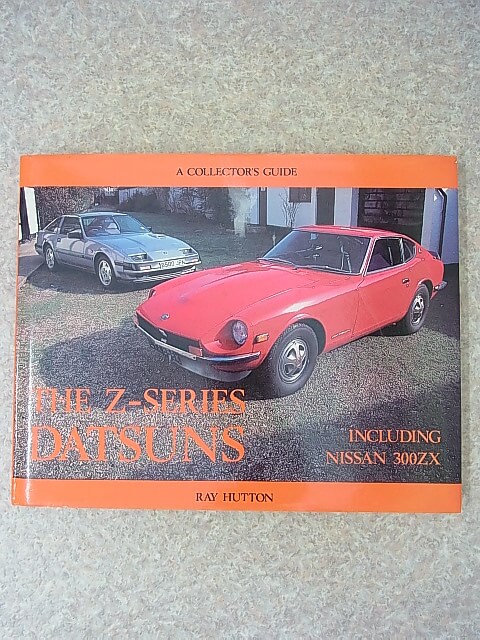 A COLLECTOR'S GUIDE
THE Z-SERIES
DATSUNS
INCLUDING
NISSAN 300ZX
RAY HUTTON